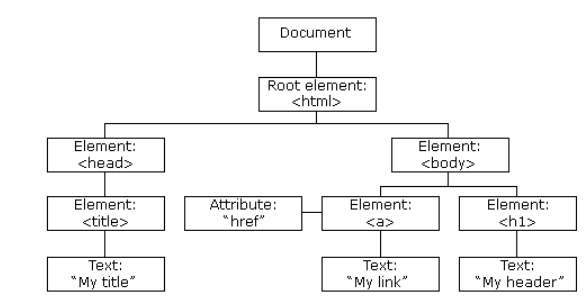 Document
Root element:
<html>
Element:
<head>
Element:
<body>
Element:
<title>
Attribute:
"href"
Element:
<a>
Element:
<h1>
Text:
"My title"
Text:
"My link"
Text:
"My header"